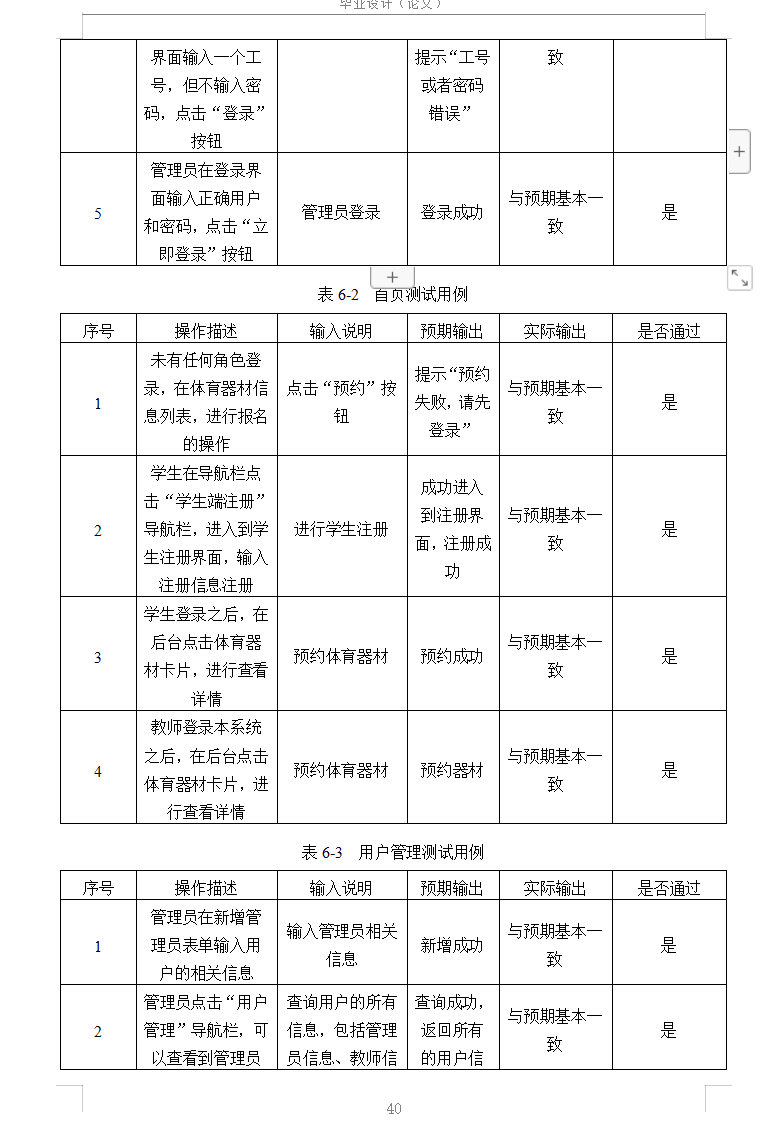 毕业设计（论文）
界面输入一个工
号，但不输入密
码，点击“登录”
按钮
提示“工号
或者密码
错误”
致
5
管理员在登录界
面输入正确用户
和密码，点击“立
即登录”按钮
管理员登录
登录成功
与预期基本一
致
是
表 6-2 首页测试用例
序号 操作描述 输入说明 预期输出 实际输出 是否通过
1
未有任何角色登
录，在体育器材信
息列表，进行报名
的操作
点击“预约”按
钮
提示“预约
失败，请先
登录”
与预期基本一
致
是
2
学生在导航栏点
击“学生端注册”
导航栏，进入到学
生注册界面，输入
注册信息注册
进行学生注册
成功进入
到注册界
面，注册成
功
与预期基本一
致
是
3
学生登录之后，在
后台点击体育器
材卡片，进行查看
详情
预约体育器材
预约成功
与预期基本一
致
是
4
教师登录本系统
之后，在后台点击
体育器材卡片，进
行查看详情
预约体育器材
预约器材
与预期基本一
致
是
表 6-3 用户管理测试用例
序号 操作描述 输入说明 预期输出 实际输出 是否通过
1
管理员在新增管
理员表单输入用
户的相关信息
输入管理员相关
信息
新增成功
与预期基本一
致
是
2
管理员点击“用户
管理”导航栏，可
以查看到管理员
查询用户的所有
信息，包括管理
员信息、教师信
查询成功，
返回所有
的用户信
与预期基本一
致
是
40